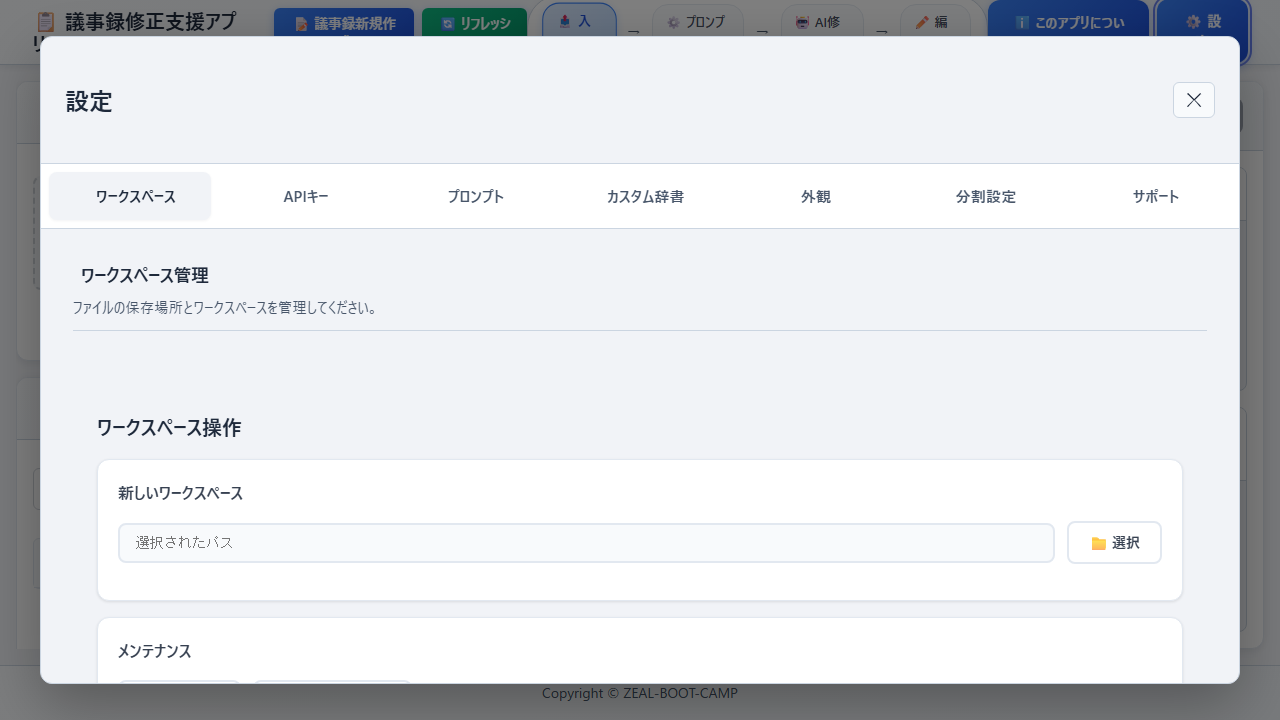 議事録修正支援アプ
議事録新規作
リフレッシ
入
→
プロンプ
→
AI修
→
編
このアプリについ
設
設定
ワークスペース
APIキー
プロンプト
カスタム辞書
外観
分割設定
サポート
ワークスペース管理
ファイルの保存場所とワークスペースを管理してください。
ワークスペース操作
新しいワークスペース
選択されたパス
選択
メンテナンス
Copyright © ZEAL-BOOT-CAMP